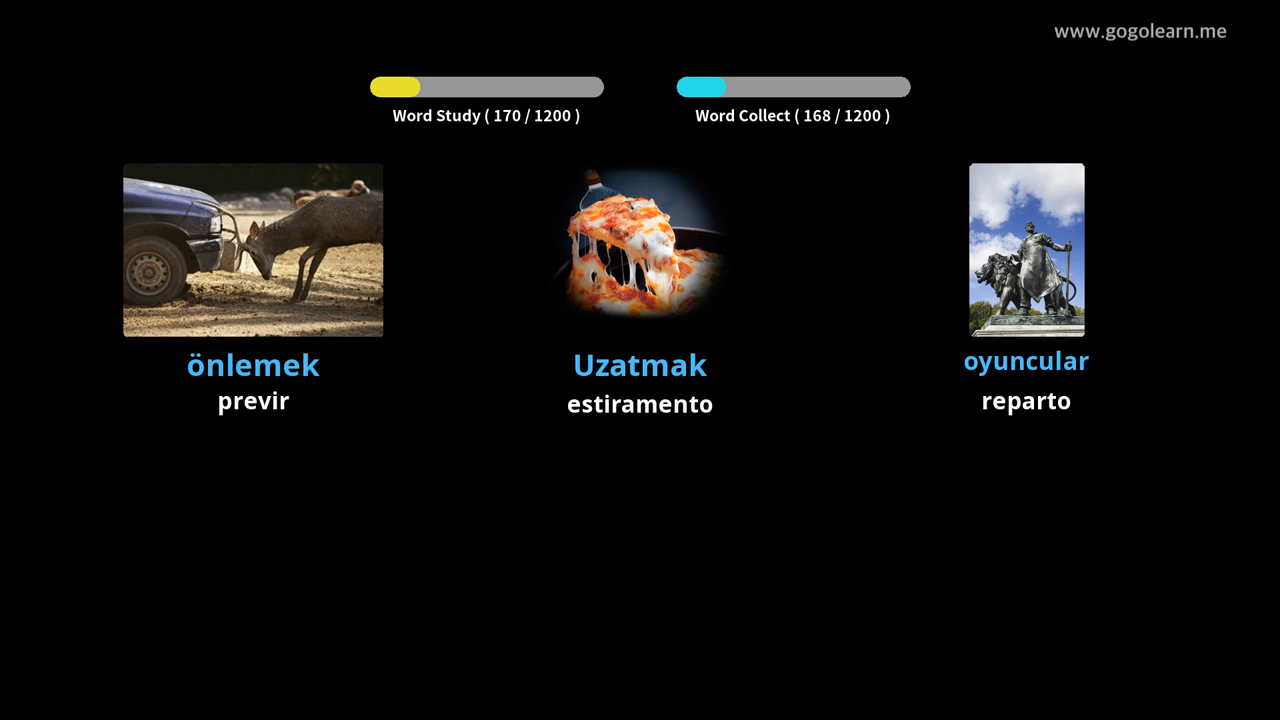 www.gogolearn.me
Word Study ( 170 / 1200 )
Word Collect ( 168 / 1200 )
önlemek
previr
Uzatmak
estiramento
oyuncular
reparto